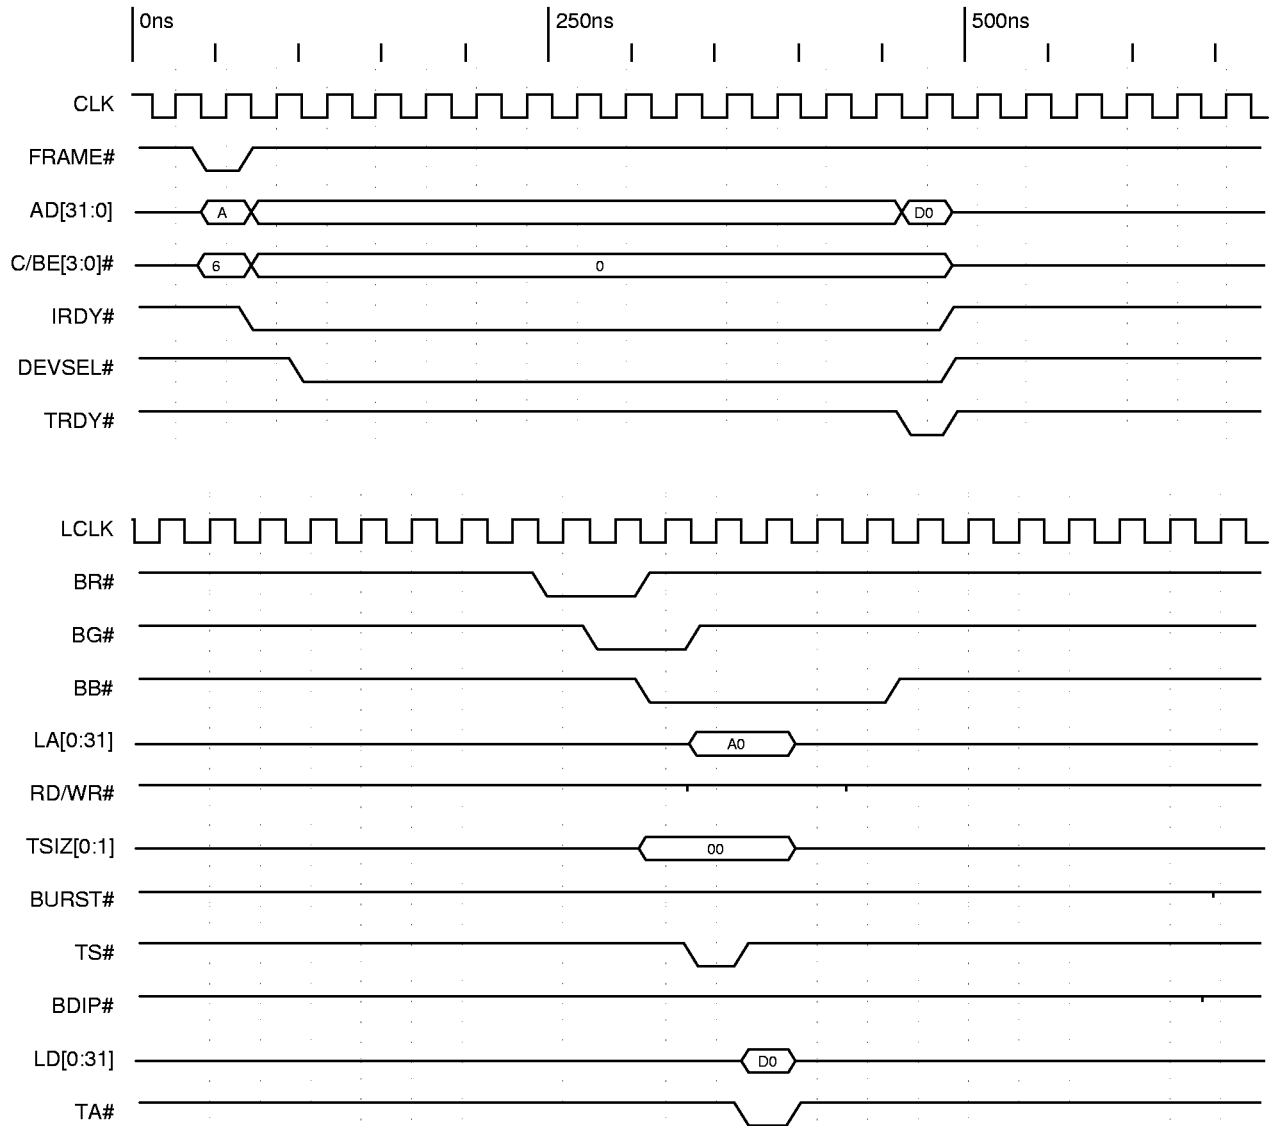 0ns 250ns 500ns
CLK
FRAME#
AD[31:0] A D0
C/BE[3:0]# 6 0
IRDY#
DEVSEL#
TRDY#
LCLK
BR#
BG#
BB#
LA[0:31] A0
RD/WR#
TSIZ[0:1] 00
BURST#
TS#
BDIP#
LD[0:31] D0
TA#